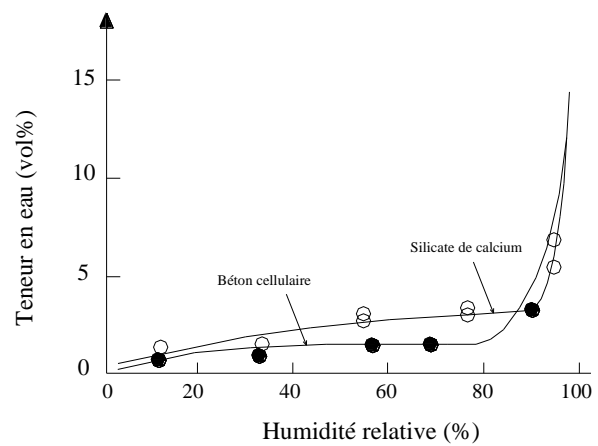 Teneur en eau (vol%)
15
10
5
0
Béton cellulaire
Silicate de calcium
0
20
40
60
80
100
Humidité relative (%)